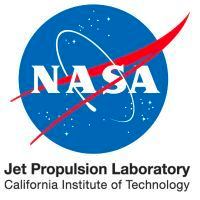 NASA
Jet Propulsion Laboratory
California Institute of Technology